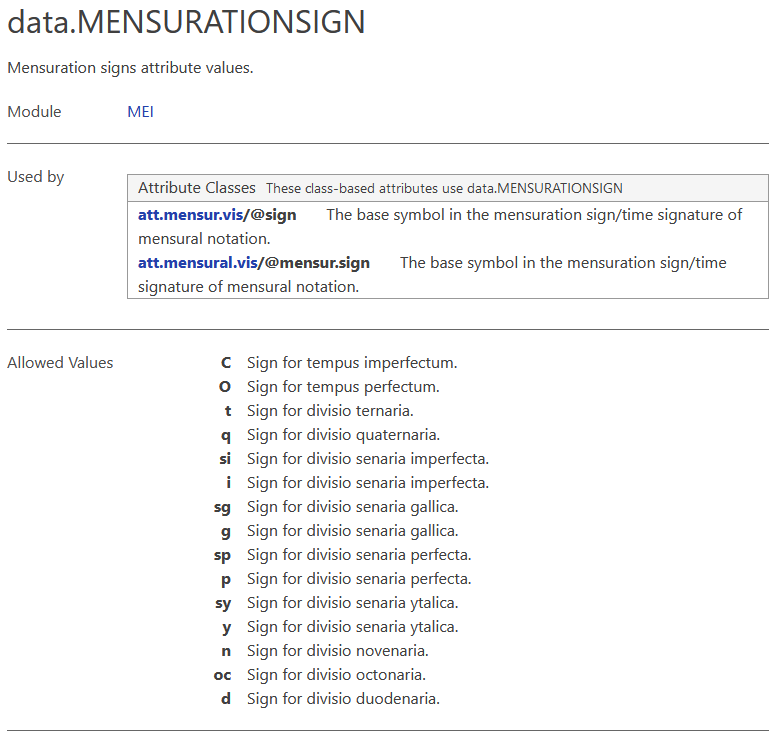 data.MENSURATIONSIGN
Mensuration signs attribute values.
Module MEI
Used by
Attribute Classes These class-based attributes use data.MENSURATIONSIGN
att.mensur.vis/@sign The base symbol in the mensuration sign/time signature of
mensural notation.
att.mensural.vis/@mensur.sign The base symbol in the mensuration sign/time
signature of mensural notation.
Allowed Values
C Sign for tempus imperfectum.
O Sign for tempus perfectum.
t Sign for divisio ternaria.
q Sign for divisio quaternaria.
si Sign for divisio senaria imperfecta.
i Sign for divisio senaria imperfecta.
sg Sign for divisio senaria gallica.
g Sign for divisio senaria gallica.
sp Sign for divisio senaria perfecta.
p Sign for divisio senaria perfecta.
sy Sign for divisio senaria ytalica.
y Sign for divisio senaria ytalica.
n Sign for divisio novenaria.
oc Sign for divisio octonaria.
d Sign for divisio duodenaria.